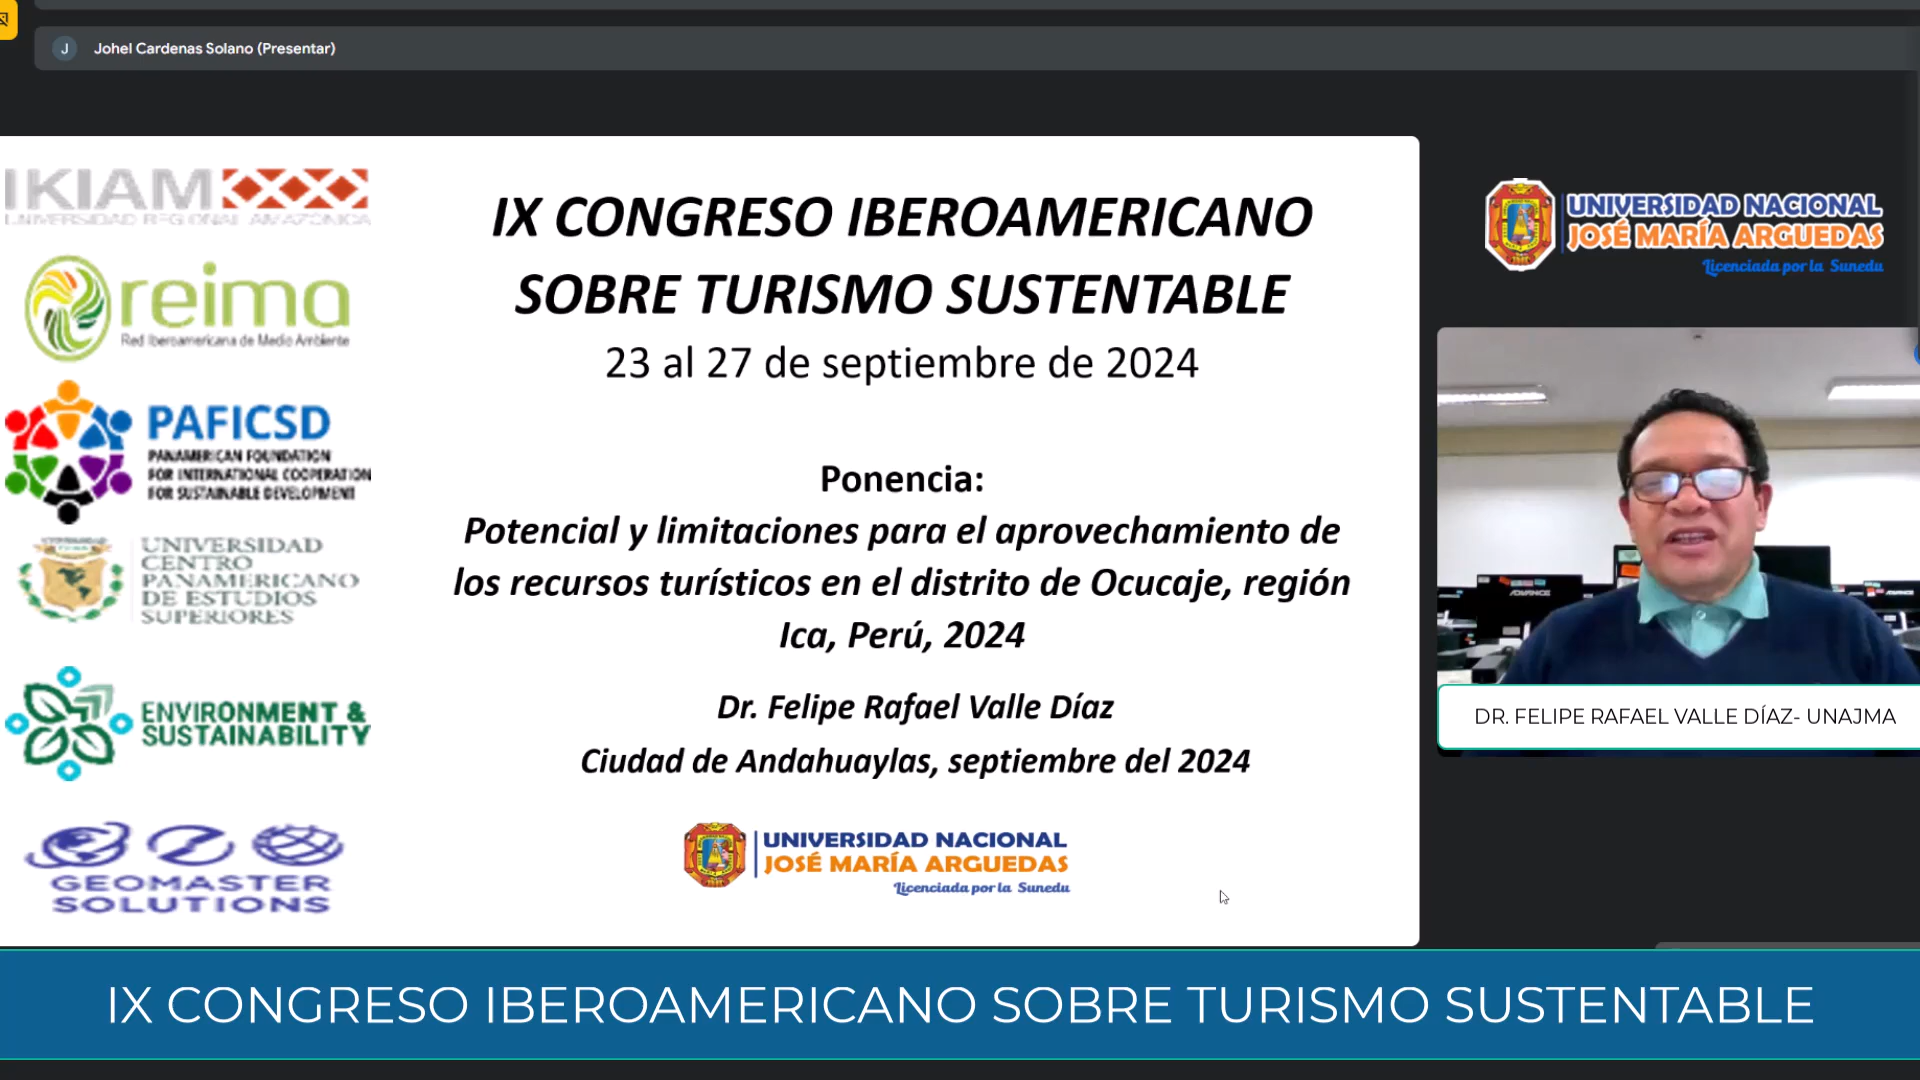 J Johel Cardenas Solano (Presentar)
IKIAM
UNIVERSIDAD REGIONAL AMAZÓNICA
reima
Red Iberoamericana de Medio Ambiente
PAFICSD
PANAMERICAN FOUNDATION
FOR INTERNATIONAL COOPERATION
FOR SUSTAINABLE DEVELOPMENT
UNIVERSIDAD
CENTRO
PANAMERICANO
DE ESTUDIOS
SUPERIORES
ENVIRONMENT &
SUSTAINABILITY
GEOMASTER
SOLUTIONS
IX CONGRESO IBEROAMERICANO
SOBRE TURISMO SUSTENTABLE
23 al 27 de septiembre de 2024
Ponencia:
Potencial y limitaciones para el aprovechamiento de
los recursos turísticos en el distrito de Ocucaje, región
Ica, Perú, 2024
Dr. Felipe Rafael Valle Díaz
Ciudad de Andahuaylas, septiembre del 2024
UNIVERSIDAD NACIONAL
JOSÉ MARÍA ARGUEDAS
Licenciada por la Sunedu
UNIVERSIDAD NACIONAL
JOSÉ MARÍA ARGUEDAS
Licenciada por la Sunedu
ADVANCE
ADVANCE
DR. FELIPE RAFAEL VALLE DÍAZ- UNAJMA
IX CONGRESO IBEROAMERICANO SOBRE TURISMO SUSTENTABLE